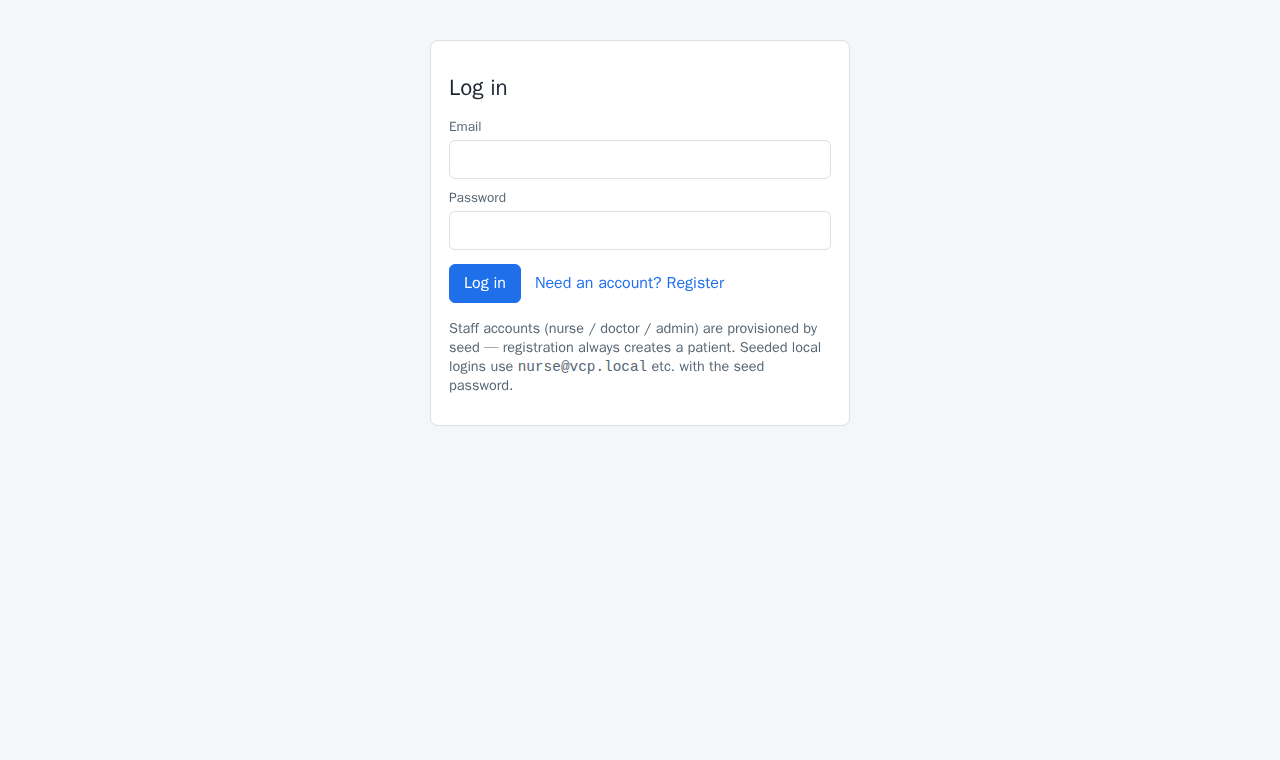 Log in
Email
Password
Log in
Need an account? Register
Staff accounts (nurse / doctor / admin) are provisioned by
seed — registration always creates a patient. Seeded local
logins use nurse@vcp.local etc. with the seed
password.